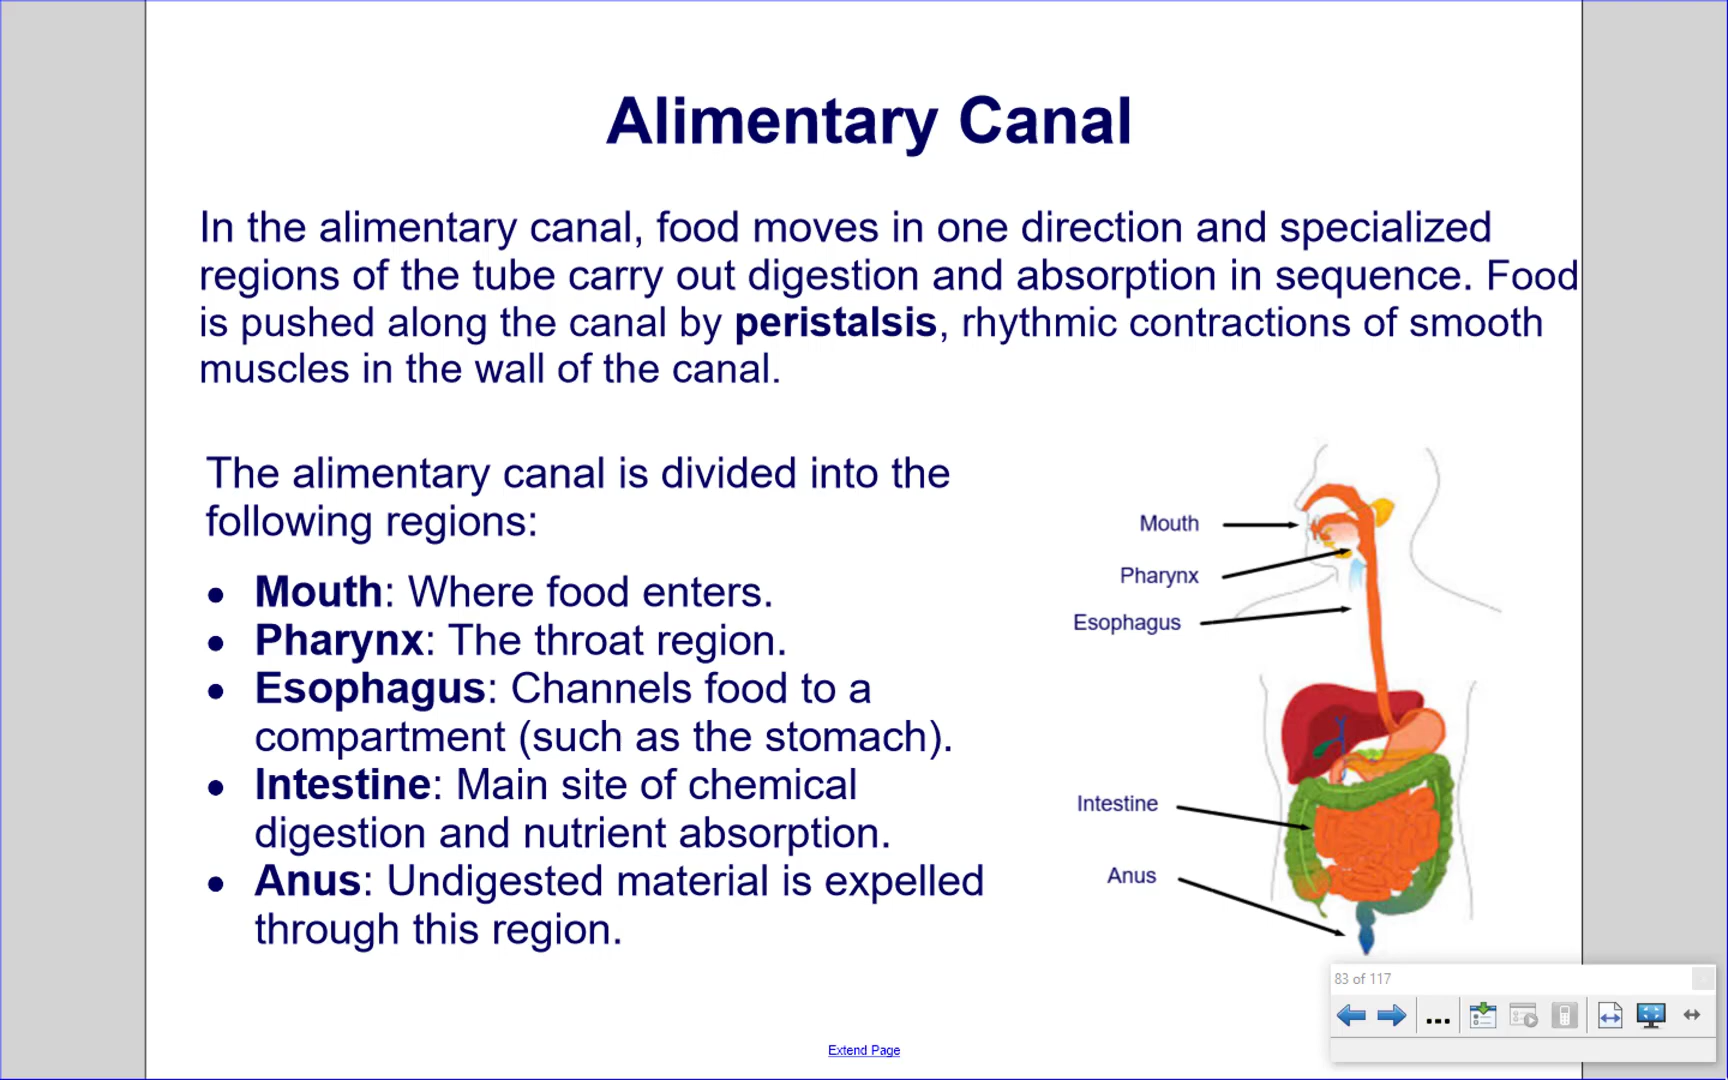 Alimentary Canal
In the alimentary canal, food moves in one direction and specialized
regions of the tube carry out digestion and absorption in sequence. Food
is pushed along the canal by peristalsis, rhythmic contractions of smooth
muscles in the wall of the canal.
The alimentary canal is divided into the
following regions:
• Mouth: Where food enters.
• Pharynx: The throat region.
• Esophagus: Channels food to a
compartment (such as the stomach).
• Intestine: Main site of chemical
digestion and nutrient absorption.
• Anus: Undigested material is expelled
through this region.
Mouth
Pharynx
Esophagus
Intestine
Anus
83 of 117
...
Extend Page